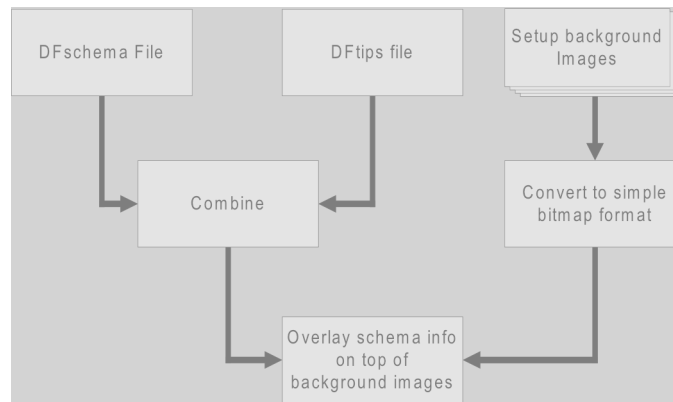 DFschema File
DFtips file
Setup background
Images
Combine
Convert to simple
bitmap format
Overlay schema info
on top of
background images